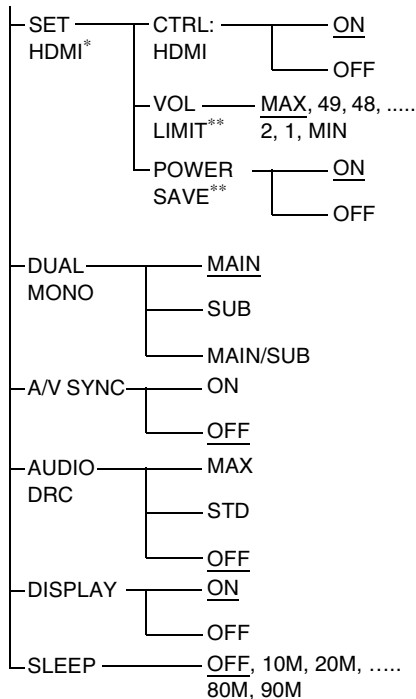 SET CTRL: ON
HDMI* HDMI
OFF
VOL MAX, 49, 48, .....
LIMIT** 2, 1, MIN
POWER ON
SAVE**
OFF
DUAL MAIN
MONO
SUB
MAIN/SUB
A/V SYNC ON
OFF
AUDIO MAX
DRC
STD
OFF
DISPLAY ON
OFF
SLEEP OFF, 10M, 20M, .....
80M, 90M